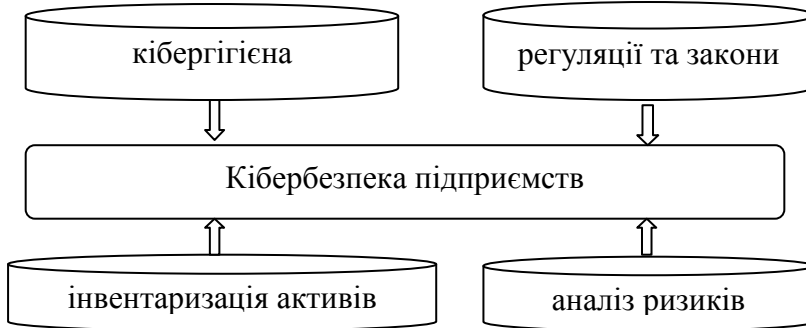 кібергігієна
регуляції та закони
Кібербезпека підприємств
інвентаризація активів
аналіз ризиків